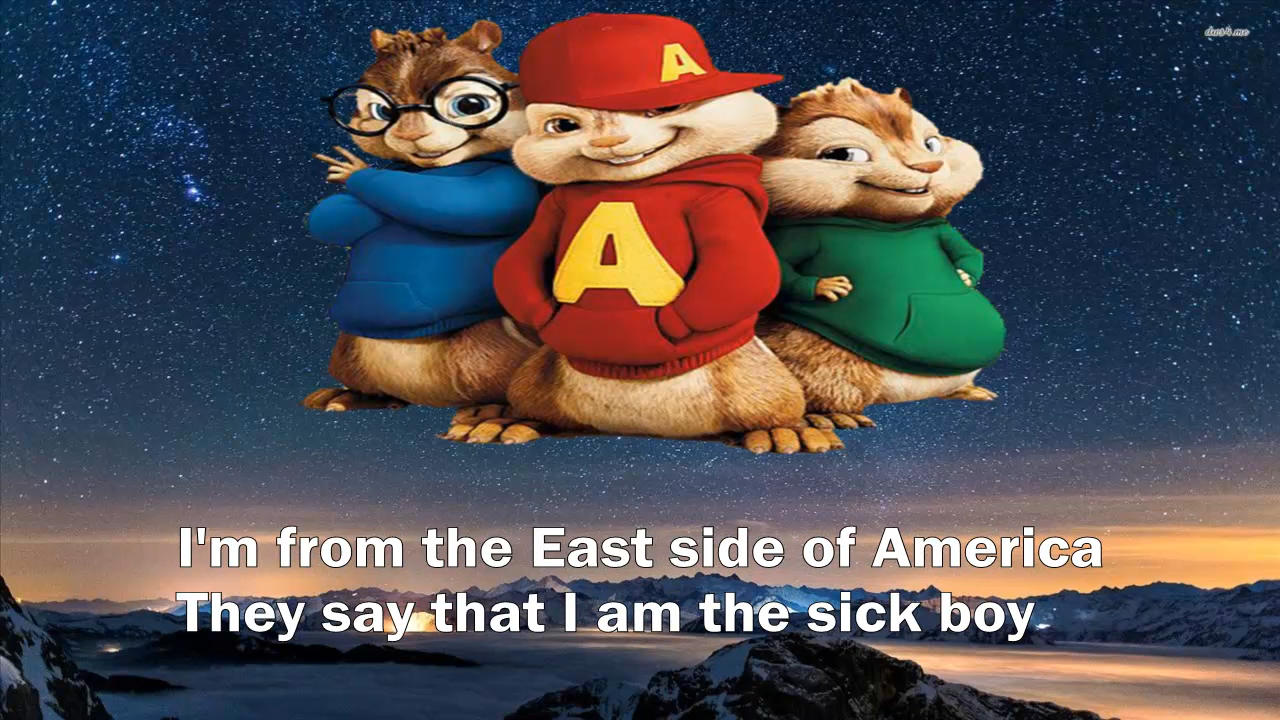 A
A
I'm from the East side of America
They say that I am the sick boy